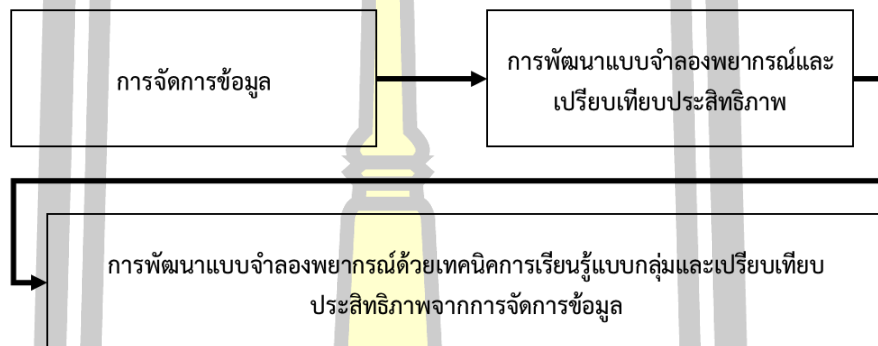 การจัดการข้อมูล
การพัฒนาแบบจำลองพยากรณ์และ
เปรียบเทียบประสิทธิภาพ
การพัฒนาแบบจำลองพยากรณ์ด้วยเทคนิคการเรียนรู้แบบกลุ่มและเปรียบเทียบ
ประสิทธิภาพจากการจัดการข้อมูล